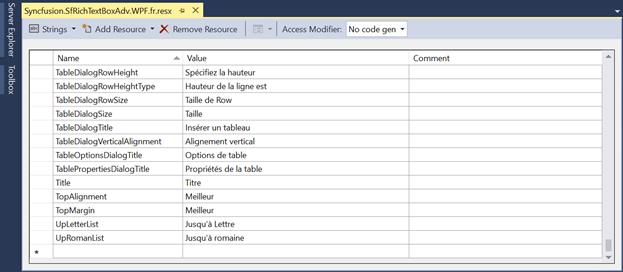 Server Explorer
Toolbox
Syncfusion.SfRichTextBoxAdv.WPF.fr.resx
Strings Add Resource Remove Resource Access Modifier: No code gen
Name Value Comment
TableDialogRowHeight Spécifiez la hauteur
TableDialogRowHeightType Hauteur de la ligne est
TableDialogRowSize Taille de Row
TableDialogSize Taille
TableDialogTitle Insérer un tableau
TableDialogVerticalAlignment Alignement vertical
TableOptionsDialogTitle Options de table
TablePropertiesDialogTitle Propriétés de la table
Title Titre
TopAlignment Meilleur
TopMargin Meilleur
UpLetterList Jusqu'à Lettre
UpRomanList Jusqu'à romaine